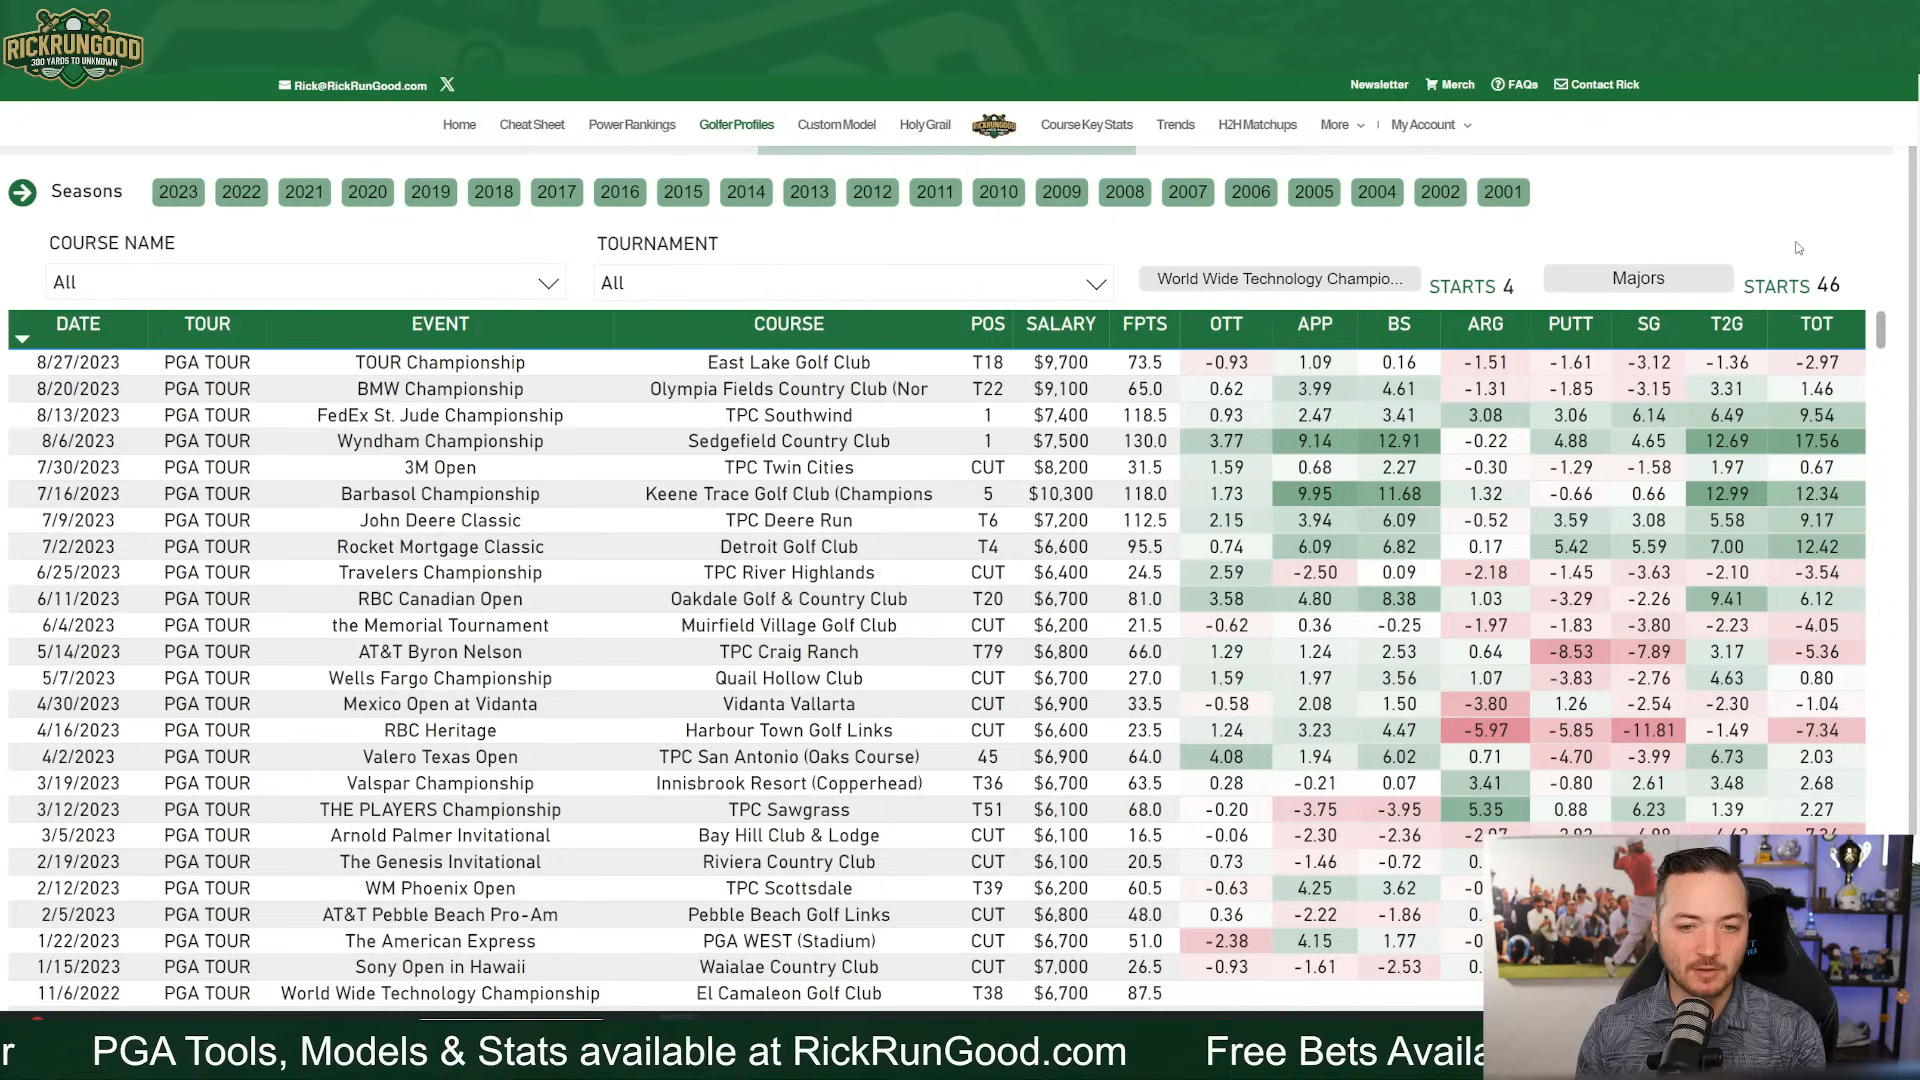 RICKRUNGOOD
300 YARDS TO UNKNOWN
Rick@RickRunGood.com
Newsletter Merch FAQs Contact Rick
Home Cheat Sheet Power Rankings Golfer Profiles Custom Model Holy Grail RICKRUNGOOD Course Key Stats Trends H2H Matchups More My Account
Seasons 2023 2022 2021 2020 2019 2018 2017 2016 2015 2014 2013 2012 2011 2010 2009 2008 2007 2006 2005 2004 2002 2001
COURSE NAME TOURNAMENT
All All World Wide Technology Champio... STARTS 4 Majors STARTS 46
DATE TOUR EVENT COURSE POS SALARY FPTS OTT APP BS ARG PUTT SG T2G TOT
8/27/2023 PGA TOUR TOUR Championship East Lake Golf Club T18 $9,700 73.5 -0.93 1.09 0.16 -1.51 -1.61 -3.12 -1.36 -2.97
8/20/2023 PGA TOUR BMW Championship Olympia Fields Country Club (Nor T22 $9,100 65.0 0.62 3.99 4.61 -1.31 -1.85 -3.15 3.31 1.46
8/13/2023 PGA TOUR FedEx St. Jude Championship TPC Southwind 1 $7,400 118.5 0.93 2.47 3.41 3.08 3.06 6.14 6.49 9.54
8/6/2023 PGA TOUR Wyndham Championship Sedgefield Country Club 1 $7,500 130.0 3.77 9.14 12.91 -0.22 4.88 4.65 12.69 17.56
7/30/2023 PGA TOUR 3M Open TPC Twin Cities CUT $8,200 31.5 1.59 0.68 2.27 -0.30 -1.29 -1.58 1.97 0.67
7/16/2023 PGA TOUR Barbasol Championship Keene Trace Golf Club (Champions 5 $10,300 118.0 1.73 9.95 11.68 1.32 -0.66 0.66 12.99 12.34
7/9/2023 PGA TOUR John Deere Classic TPC Deere Run T6 $7,200 112.5 2.15 3.94 6.09 -0.52 3.59 3.08 5.58 9.17
7/2/2023 PGA TOUR Rocket Mortgage Classic Detroit Golf Club T4 $6,600 95.5 0.74 6.09 6.82 0.17 5.42 5.59 7.00 12.42
6/25/2023 PGA TOUR Travelers Championship TPC River Highlands CUT $6,400 24.5 2.59 -2.50 0.09 -2.18 -1.45 -3.63 -2.10 -3.54
6/11/2023 PGA TOUR RBC Canadian Open Oakdale Golf & Country Club T20 $6,700 81.0 3.58 4.80 8.38 1.03 -3.29 -2.26 9.41 6.12
6/4/2023 PGA TOUR the Memorial Tournament Muirfield Village Golf Club CUT $6,200 21.5 -0.62 0.36 -0.25 -1.97 -1.83 -3.80 -2.23 -4.05
5/14/2023 PGA TOUR AT&T Byron Nelson TPC Craig Ranch T79 $6,800 66.0 1.29 1.24 2.53 0.64 -8.53 -7.89 3.17 -5.36
5/7/2023 PGA TOUR Wells Fargo Championship Quail Hollow Club CUT $6,700 27.0 1.59 1.97 3.56 1.07 -3.83 -2.76 4.63 0.80
4/30/2023 PGA TOUR Mexico Open at Vidanta Vidanta Vallarta CUT $6,900 33.5 -0.58 2.08 1.50 -3.80 1.26 -2.54 -2.30 -1.04
4/16/2023 PGA TOUR RBC Heritage Harbour Town Golf Links CUT $6,600 23.5 1.24 3.23 4.47 -5.97 -5.85 -11.81 -1.49 -7.34
4/2/2023 PGA TOUR Valero Texas Open TPC San Antonio (Oaks Course) 45 $6,900 64.0 4.08 1.94 6.02 0.71 -4.70 -3.99 6.73 2.03
3/19/2023 PGA TOUR Valspar Championship Innisbrook Resort (Copperhead) T36 $6,700 63.5 0.28 -0.21 0.07 3.41 -0.80 2.61 3.48 2.68
3/12/2023 PGA TOUR THE PLAYERS Championship TPC Sawgrass T51 $6,100 68.0 -0.20 -3.75 -3.95 5.35 0.88 6.23 1.39 2.27
3/5/2023 PGA TOUR Arnold Palmer Invitational Bay Hill Club & Lodge CUT $6,100 16.5 -0.06 -2.30 -2.36
2/19/2023 PGA TOUR The Genesis Invitational Riviera Country Club CUT $6,100 20.5 0.73 -1.46 -0.72 0.
2/12/2023 PGA TOUR WM Phoenix Open TPC Scottsdale T39 $6,200 60.5 -0.63 4.25 3.62 -0
2/5/2023 PGA TOUR AT&T Pebble Beach Pro-Am Pebble Beach Golf Links CUT $6,800 48.0 0.36 -2.22 -1.86 0.
1/22/2023 PGA TOUR The American Express PGA WEST (Stadium) CUT $6,700 51.0 -2.38 4.15 1.77 -0
1/15/2023 PGA TOUR Sony Open in Hawaii Waialae Country Club CUT $7,000 26.5 -0.93 -1.61 -2.53 0.
11/6/2022 PGA TOUR World Wide Technology Championship El Camaleon Golf Club T38 $6,700 87.5
r PGA Tools, Models & Stats available at RickRunGood.com Free Bets Availa